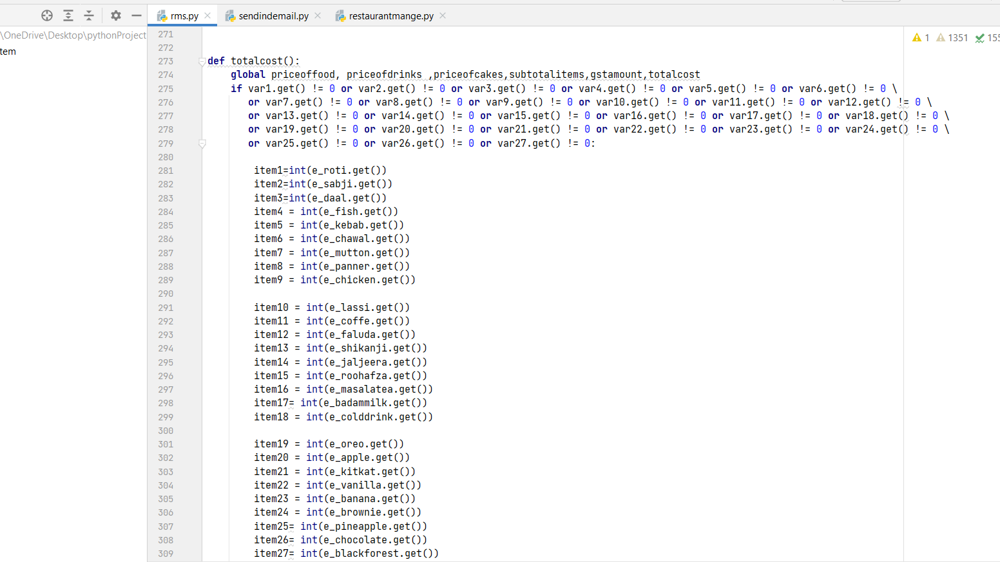 rms.py
sendindemail.py
restaurantmange.py
\OneDrive\Desktop\pythonProject
tem
1 1351 155
271
272
273 def totalcost():
274 global priceoffood, priceofdrinks ,priceofcakes,subtotalitems,gstamount,totalcost
275 if var1.get() != 0 or var2.get() != 0 or var3.get() != 0 or var4.get() != 0 or var5.get() != 0 or var6.get() != 0 \
276 or var7.get() != 0 or var8.get() != 0 or var9.get() != 0 or var10.get() != 0 or var11.get() != 0 or var12.get() != 0 \
277 or var13.get() != 0 or var14.get() != 0 or var15.get() != 0 or var16.get() != 0 or var17.get() != 0 or var18.get() != 0 \
278 or var19.get() != 0 or var20.get() != 0 or var21.get() != 0 or var22.get() != 0 or var23.get() != 0 or var24.get() != 0 \
279 or var25.get() != 0 or var26.get() != 0 or var27.get() != 0:
280
281 item1=int(e_roti.get())
282 item2=int(e_sabji.get())
283 item3=int(e_daal.get())
284 item4 = int(e_fish.get())
285 item5 = int(e_kebab.get())
286 item6 = int(e_chawal.get())
287 item7 = int(e_mutton.get())
288 item8 = int(e_panner.get())
289 item9 = int(e_chicken.get())
290
291 item10 = int(e_lassi.get())
292 item11 = int(e_coffe.get())
293 item12 = int(e_faluda.get())
294 item13 = int(e_shikanji.get())
295 item14 = int(e_jaljeera.get())
296 item15 = int(e_roohafza.get())
297 item16 = int(e_masalatea.get())
298 item17= int(e_badammilk.get())
299 item18 = int(e_colddrink.get())
300
301 item19 = int(e_oreo.get())
302 item20 = int(e_apple.get())
303 item21 = int(e_kitkat.get())
304 item22 = int(e_vanilla.get())
305 item23 = int(e_banana.get())
306 item24 = int(e_brownie.get())
307 item25= int(e_pineapple.get())
308 item26= int(e_chocolate.get())
309 item27= int(e_blackforest.get())